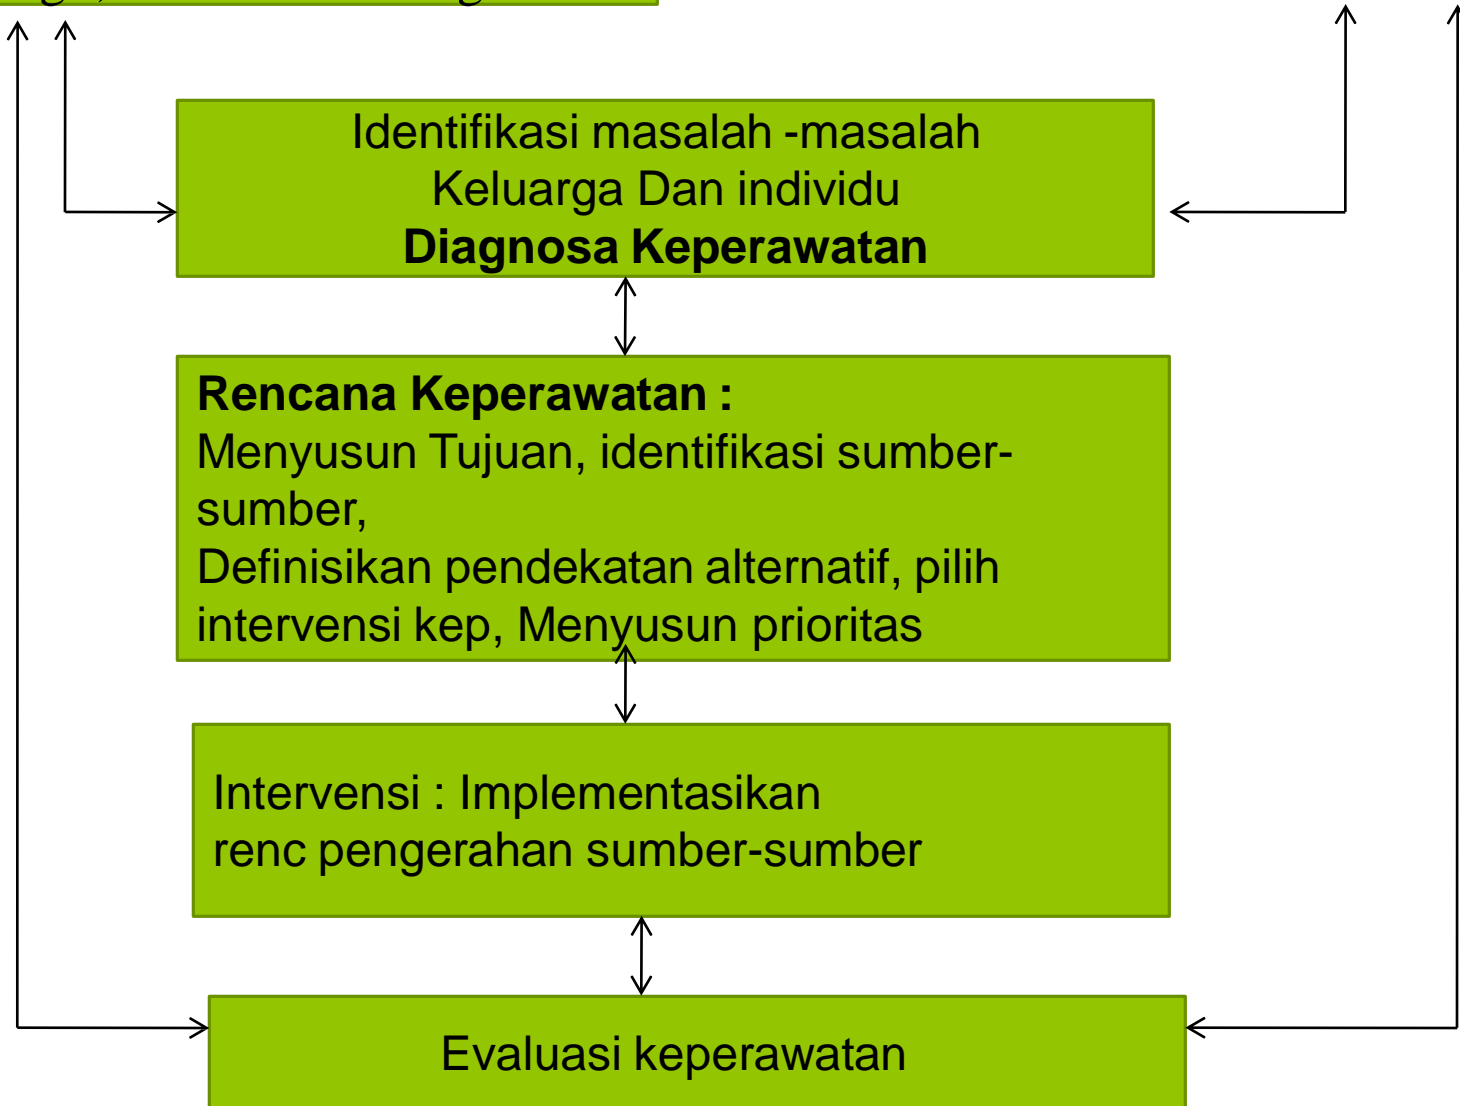 Identifikasi masalah -masalah
Keluarga Dan individu
Diagnosa Keperawatan
Rencana Keperawatan :
Menyusun Tujuan, identifikasi sumber-
sumber,
Definisikan pendekatan alternatif, pilih
intervensi kep, Menyusun prioritas
Intervensi : Implementasikan
renc pengerahan sumber-sumber
Evaluasi keperawatan